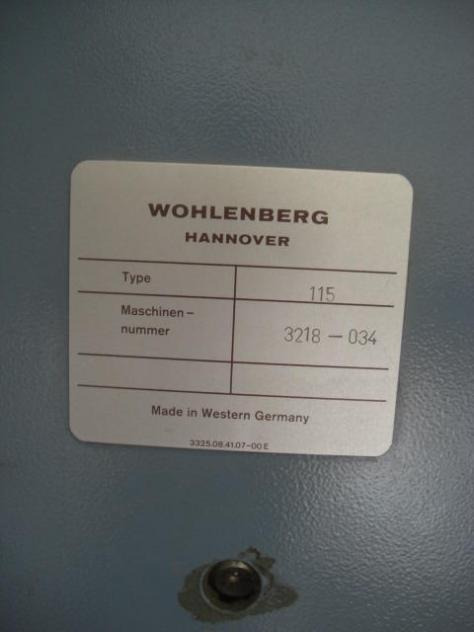 WOHLENBERG
HANNOVER
Type 115
Maschinen-
nummer 3218 — 034
Made in Western Germany
3325.08.41.07-00 E